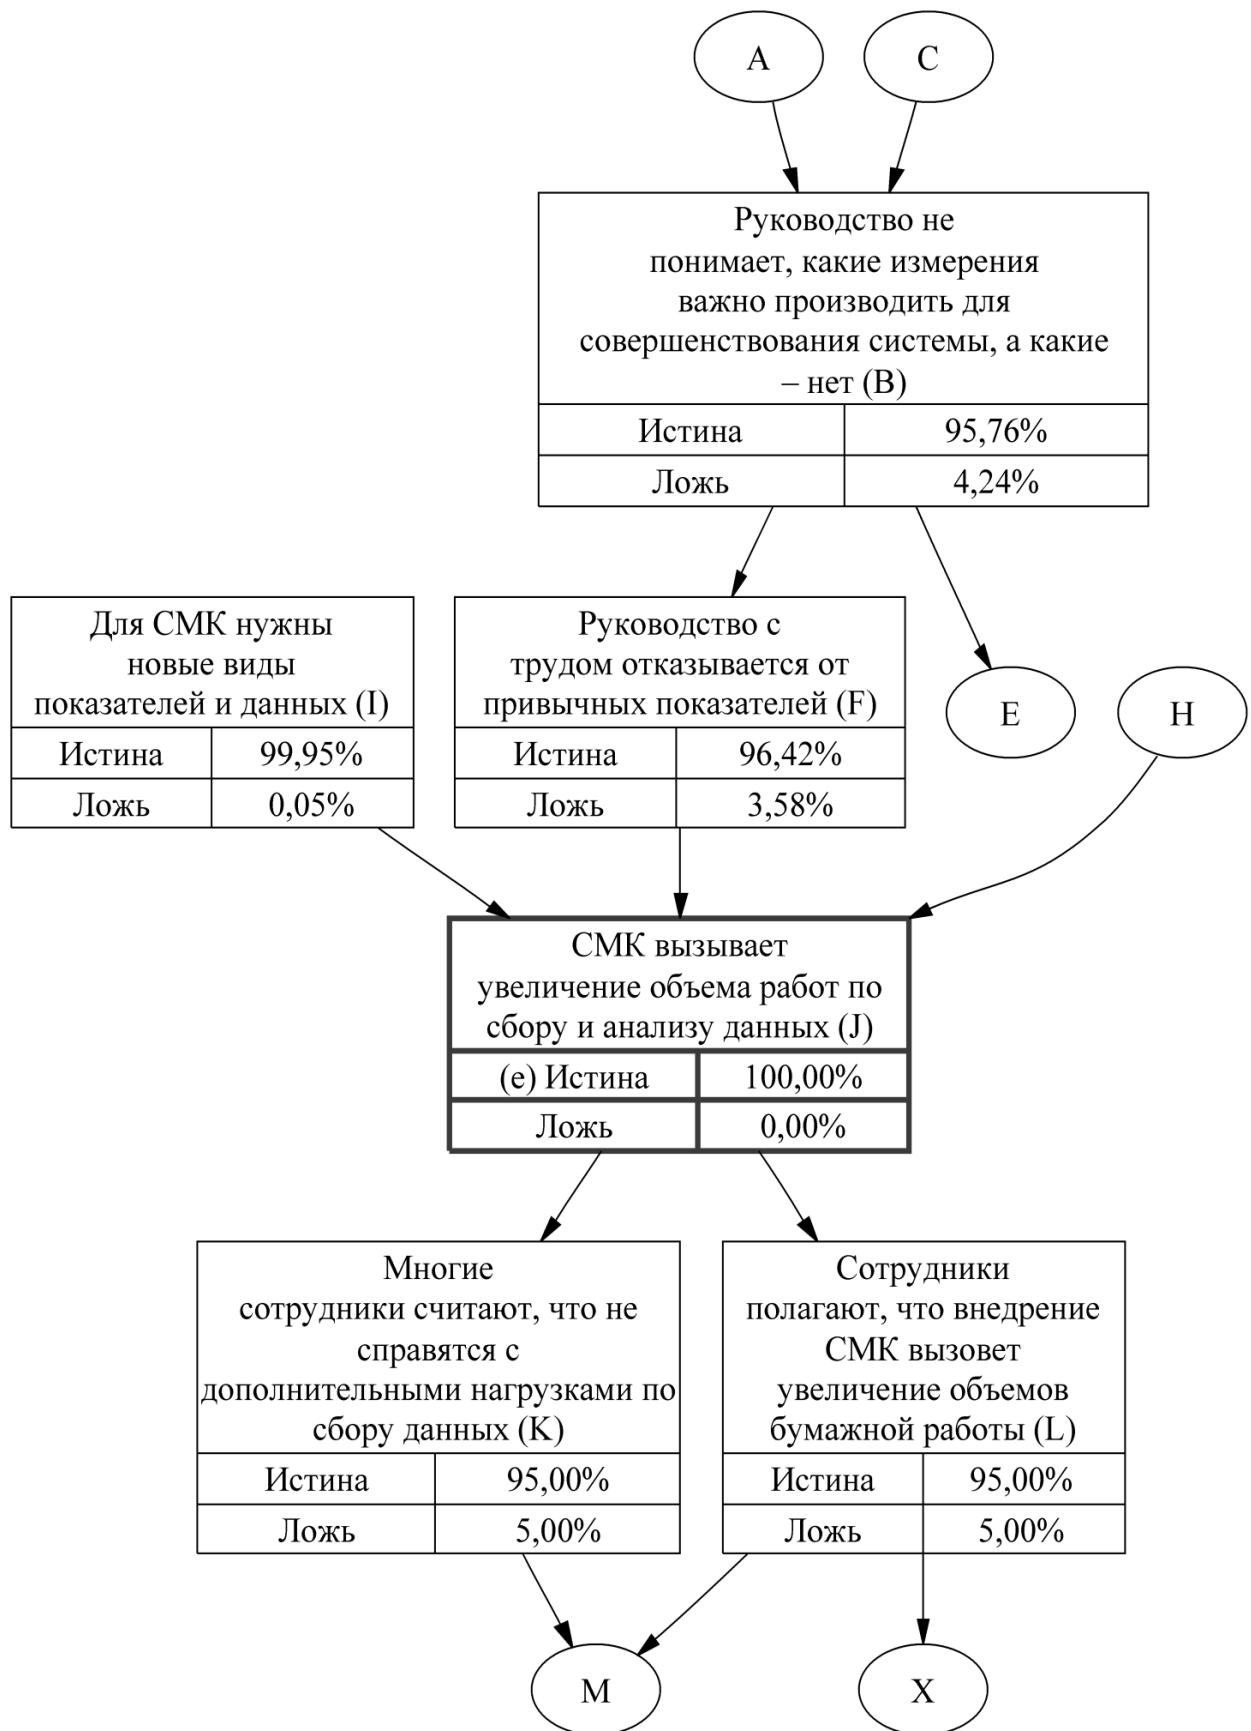 A
C
Руководство не
понимает, какие измерения
важно производить для
совершенствования системы, а какие
– нет (B)
Истина
95,76%
Ложь
4,24%
Для СМК нужны
новые виды
показателей и данных (I)
Истина
99,95%
Ложь
0,05%
Руководство с
трудом отказывается от
привычных показателей (F)
Истина
96,42%
Ложь
3,58%
E
H
СМК вызывает
увеличение объема работ по
сбору и анализу данных (J)
(e) Истина
100,00%
Ложь
0,00%
Многие
сотрудники считают, что не
справятся с
дополнительными нагрузками по
сбору данных (K)
Истина
95,00%
Ложь
5,00%
Сотрудники
полагают, что внедрение
СМК вызовет
увеличение объемов
бумажной работы (L)
Истина
95,00%
Ложь
5,00%
M
X